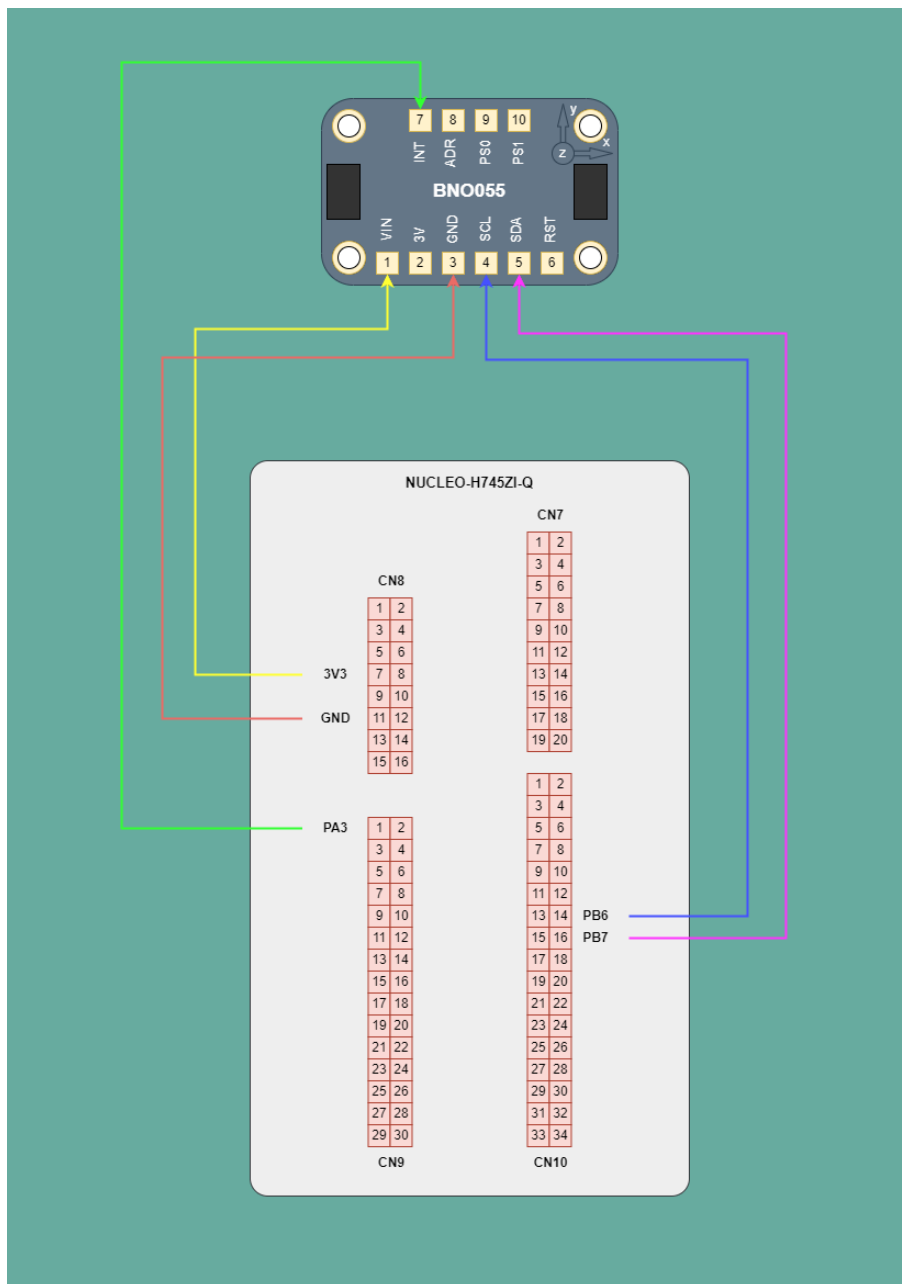 7 8 9 10
y
x
z
INT ADR PS0 PS1
BNO055
VIN 3V GND SCL SDA RST
1 2 3 4 5 6
NUCLEO-H745ZI-Q
CN7
1 2
3 4
5 6
7 8
9 10
11 12
13 14
15 16
17 18
19 20
CN8
1 2
3 4
5 6
3V3 7 8
9 10
GND 11 12
13 14
15 16
PA3 1 2
3 4
5 6
7 8
9 10
11 12
13 14
15 16
17 18
19 20
21 22
23 24
25 26
27 28
29 30
CN9
1 2
3 4
5 6
7 8
9 10
11 12
13 14 PB6
15 16 PB7
17 18
19 20
21 22
23 24
25 26
27 28
29 30
31 32
33 34
CN10